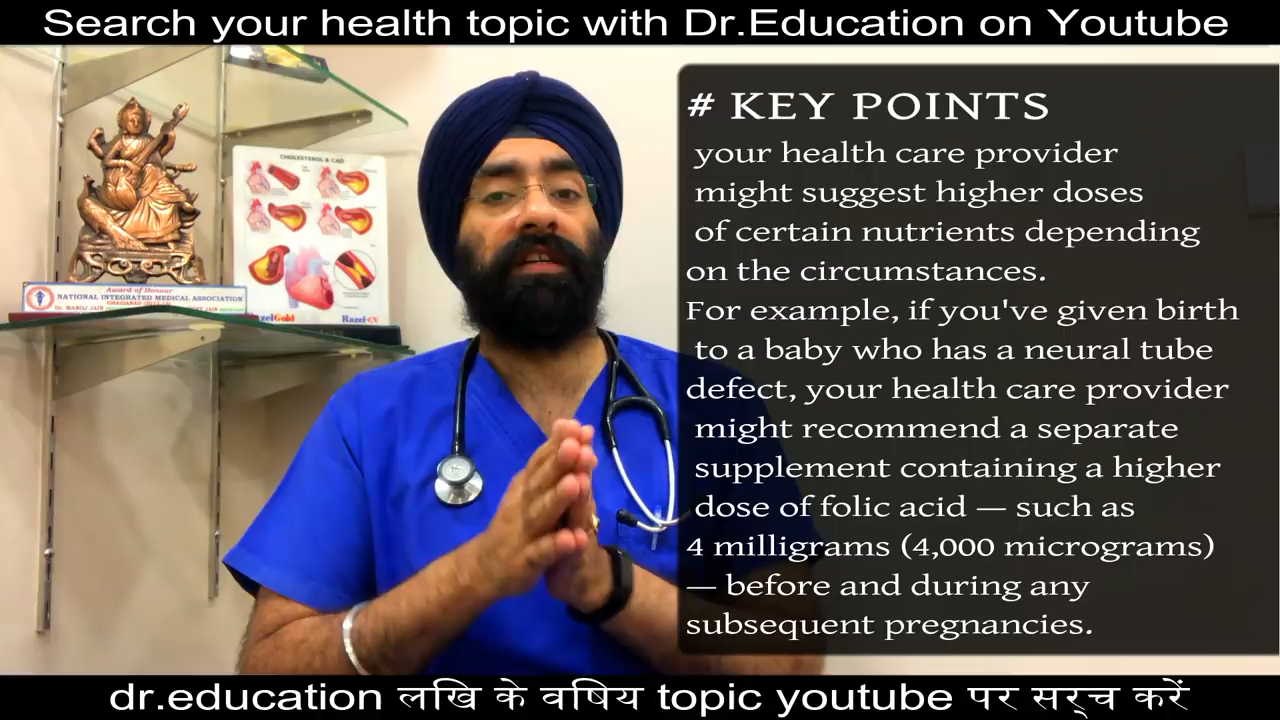 Search your health topic with Dr.Education on Youtube
CHOLESTEROL & CAD
Award of Honour
NATIONAL INTEGRATED MEDICAL ASSOCIATION
Dr. MANOJ JAIN
Razel-CV
# KEY POINTS
your health care provider
might suggest higher doses
of certain nutrients depending
on the circumstances.
For example, if you've given birth
to a baby who has a neural tube
defect, your health care provider
might recommend a separate
supplement containing a higher
dose of folic acid — such as
4 milligrams (4,000 micrograms)
— before and during any
subsequent pregnancies.
dr.education लखि के वषिय topic youtube पर सर्च करें